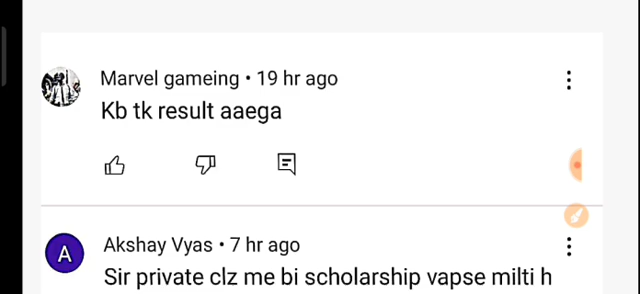 Marvel gameing • 19 hr ago
Kb tk result aaega
A
Akshay Vyas • 7 hr ago
Sir private clz me bi scholarship vapse milti h